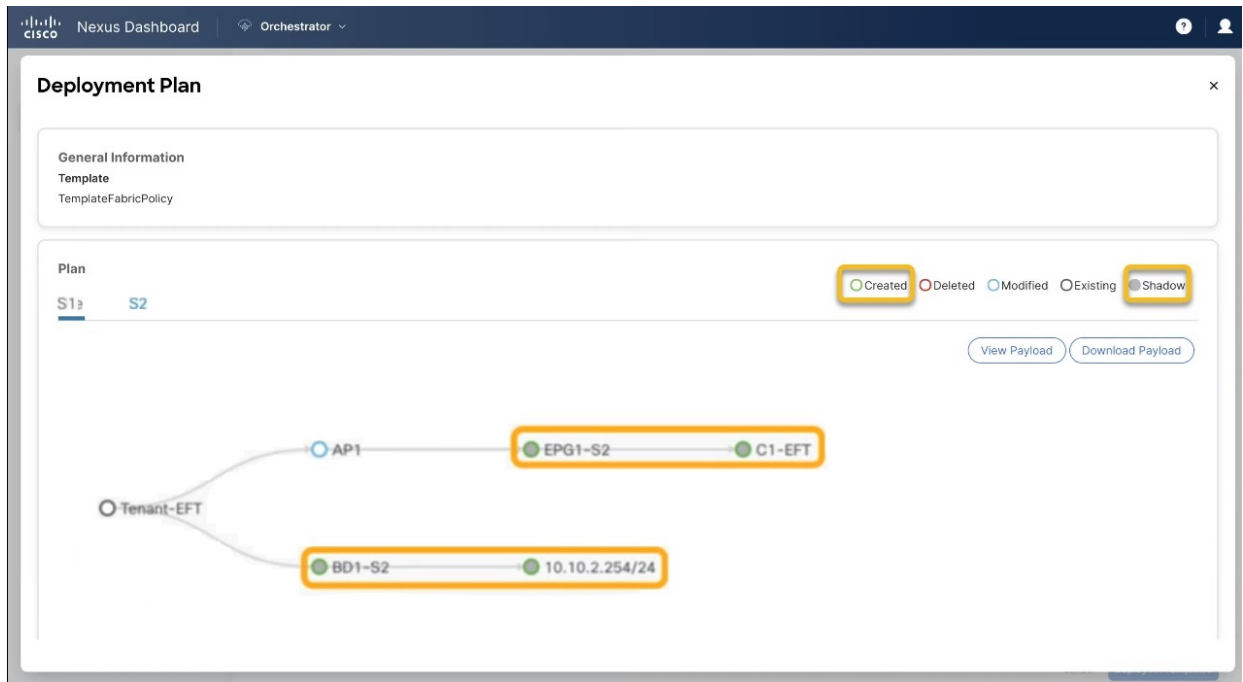 cisco Nexus Dashboard Orchestrator
Deployment Plan
General Information
Template
TemplateFabricPolicy
Plan
Created Deleted Modified Existing Shadow
S1 S2
View Payload Download Payload
AP1 EPG1-S2 C1-EFT
Tenant-EFT
BD1-S2 10.10.2.254/24